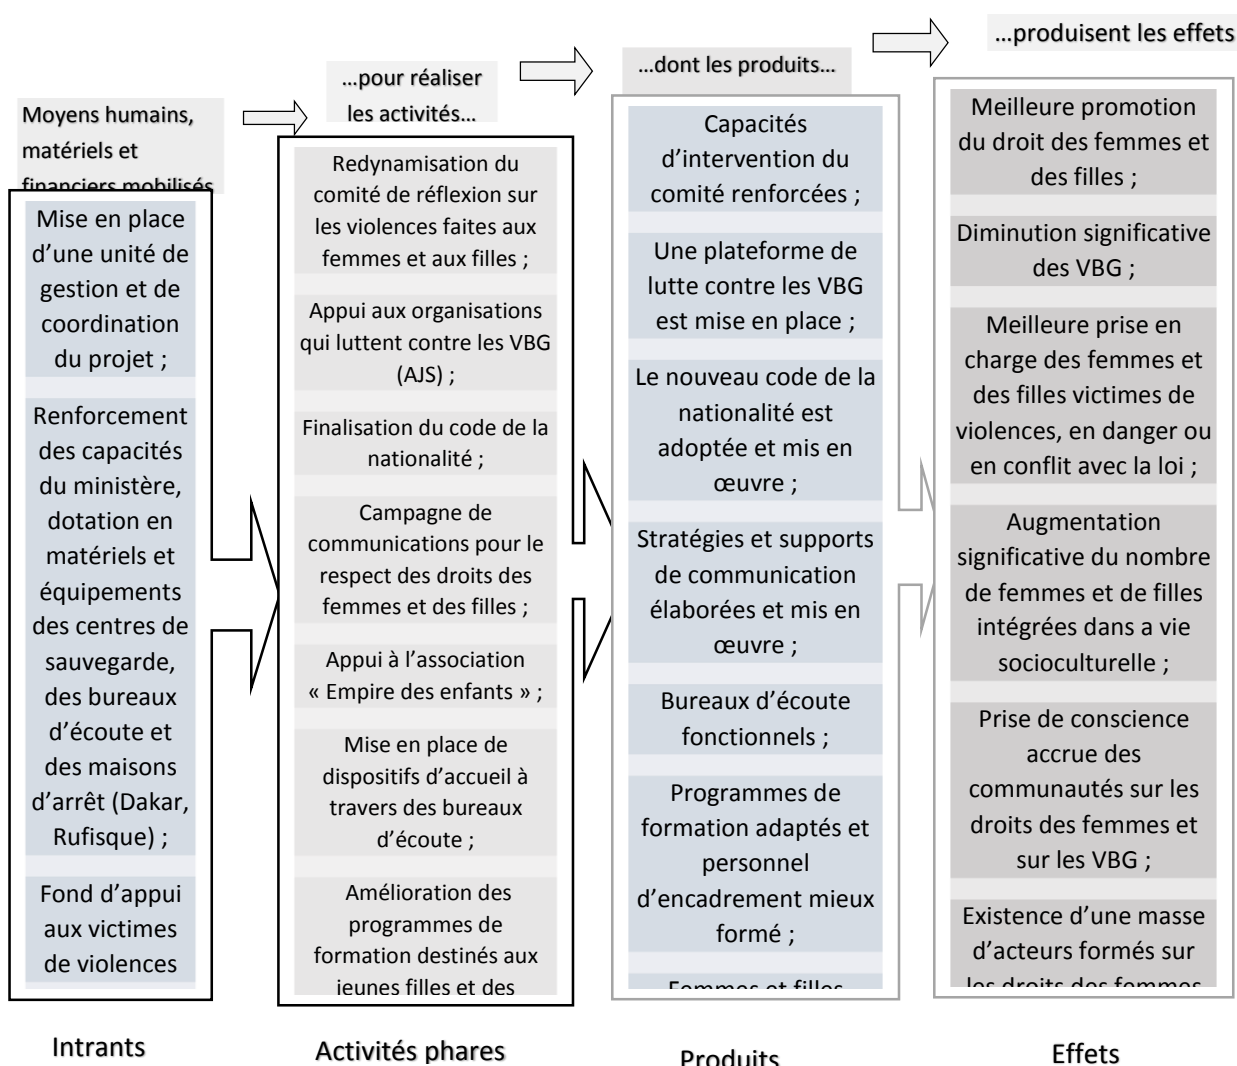 Moyens humains,
matériels et
financiers mobilisés
Mise en place
d’une unité de
gestion et de
coordination
du projet ;
Renforcement
des capacités
du ministère,
dotation en
matériels et
équipements
des centres de
sauvegarde,
des bureaux
d’écoute et
des maisons
d’arrêt (Dakar,
Rufisque) ;
Fond d’appui
aux victimes
de violences
Intrants
…pour réaliser
les activités…
Redynamisation du
comité de réflexion sur
les violences faites aux
femmes et aux filles ;
Appui aux organisations
qui luttent contre les VBG
(AJS) ;
Finalisation du code de la
nationalité ;
Campagne de
communications pour le
respect des droits des
femmes et des filles ;
Appui à l’association
« Empire des enfants » ;
Mise en place de
dispositifs d’accueil à
travers des bureaux
d’écoute ;
Amélioration des
programmes de
formation destinés aux
jeunes filles et des
Activités phares
…dont les produits…
Capacités
d’intervention du
comité renforcées ;
Une plateforme de
lutte contre les VBG
est mise en place ;
Le nouveau code de la
nationalité est
adoptée et mis en
œuvre ;
Stratégies et supports
de communication
élaborées et mis en
œuvre ;
Bureaux d’écoute
fonctionnels ;
Programmes de
formation adaptés et
personnel
d’encadrement mieux
formé ;
Femmes et filles
Produits
…produisent les effets
Meilleure promotion
du droit des femmes et
des filles ;
Diminution significative
des VBG ;
Meilleure prise en
charge des femmes et
des filles victimes de
violences, en danger ou
en conflit avec la loi ;
Augmentation
significative du nombre
de femmes et de filles
intégrées dans a vie
socioculturelle ;
Prise de conscience
accrue des
communautés sur les
droits des femmes et
sur les VBG ;
Existence d’une masse
d’acteurs formés sur
les droits des femmes
Effets